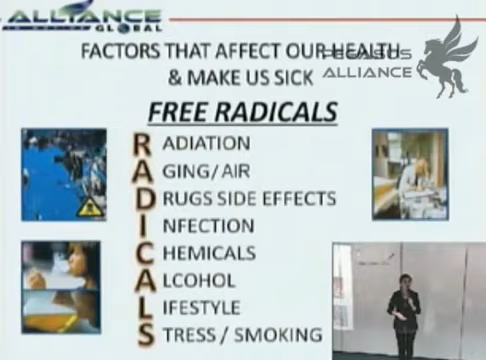 ALLIANCE
GLOBAL
FACTORS THAT AFFECT OUR HEALTH
& MAKE US SICK
PEGASUS
ALLIANCE
FREE RADICALS
RADIATION
AGING/AIR
DRUGS SIDE EFFECTS
INFECTION
CHEMICALS
ALCOHOL
LIFESTYLE
STRESS / SMOKING